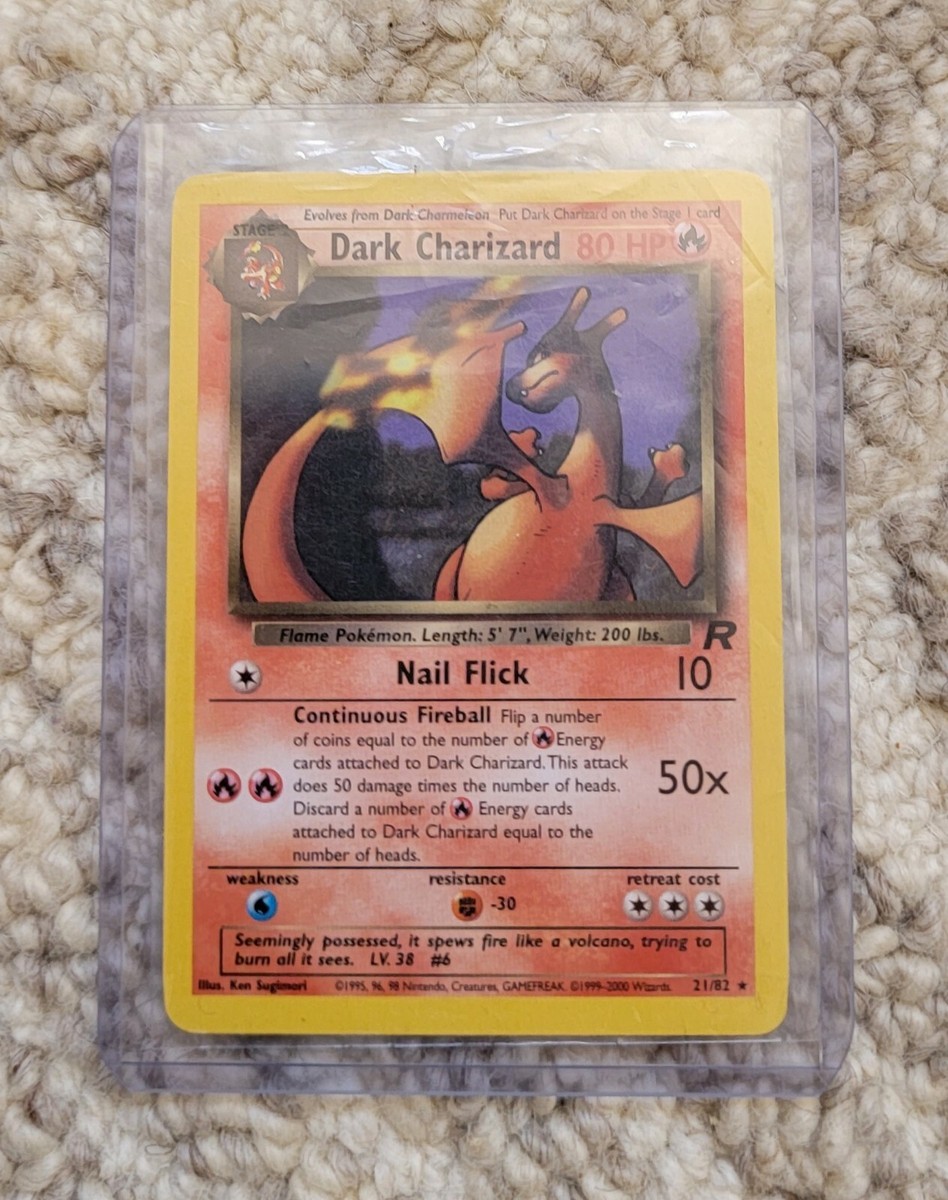 Evolves from Dark Charmeleon Put Dark Charizard on the Stage 1 card
STAGE 2
Dark Charizard 80 HP
Flame Pokémon. Length: 5' 7", Weight: 200 lbs.
R
Nail Flick 10
Continuous Fireball Flip a number
of coins equal to the number of Energy
cards attached to Dark Charizard. This attack
does 50 damage times the number of heads.
50x
Discard a number of Energy cards
attached to Dark Charizard equal to the
number of heads.
weakness resistance retreat cost
-30
Seemingly possessed, it spews fire like a volcano, trying to
burn all it sees. LV. 38 #6
Illus. Ken Sugimori ©1995, 96, 98 Nintendo, Creatures, GAMEFREAK. ©1999-2000 Wizards. 21/82 ★